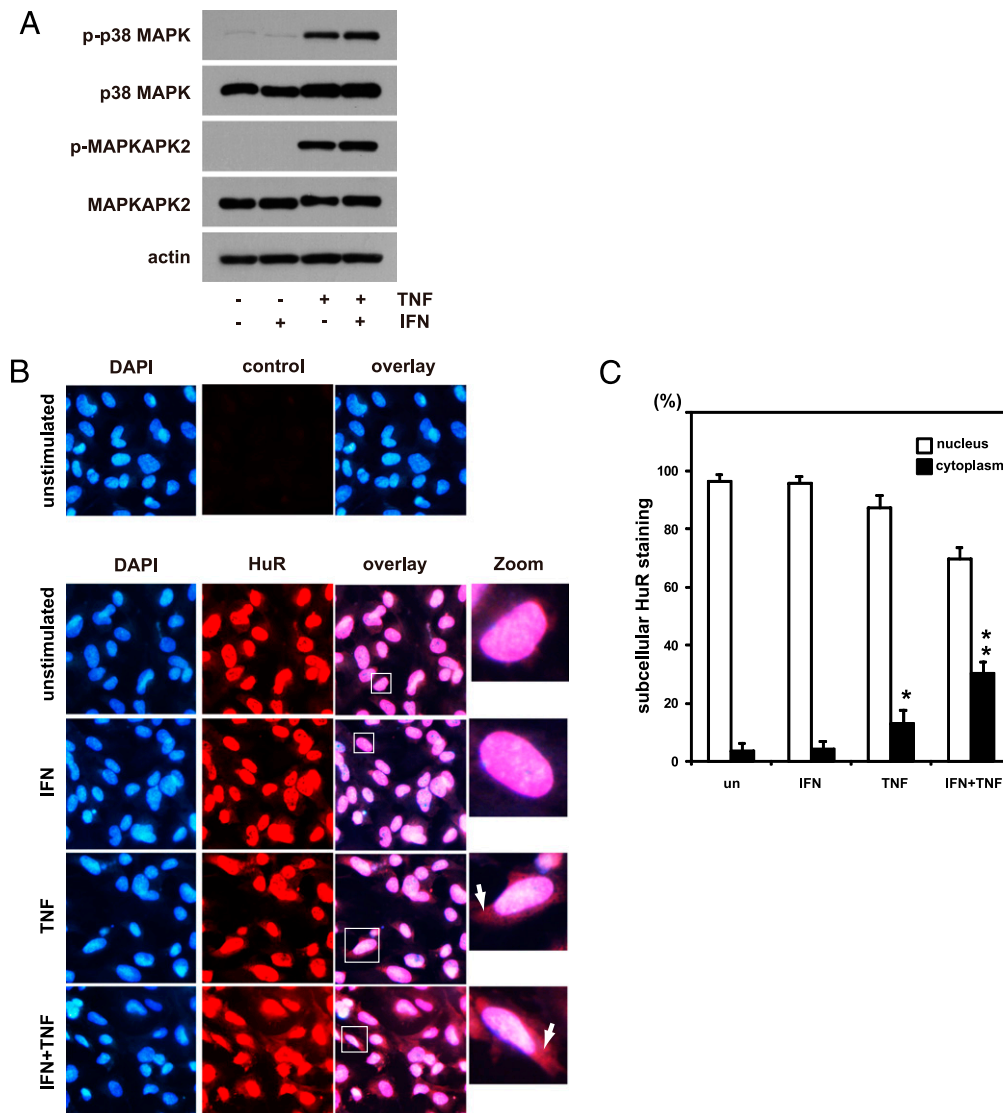 A
p-p38 MAPK
p38 MAPK
p-MAPKAPK2
MAPKAPK2
actin
- - + + TNF
- + - + IFN
B
DAPI control overlay
unstimulated
DAPI HuR overlay Zoom
unstimulated
IFN
TNF
IFN+TNF
C
(%)
nucleus
cytoplasm
subcellular HuR staining
100
80
60
40
20
0
*
*
*
un IFN TNF IFN+TNF